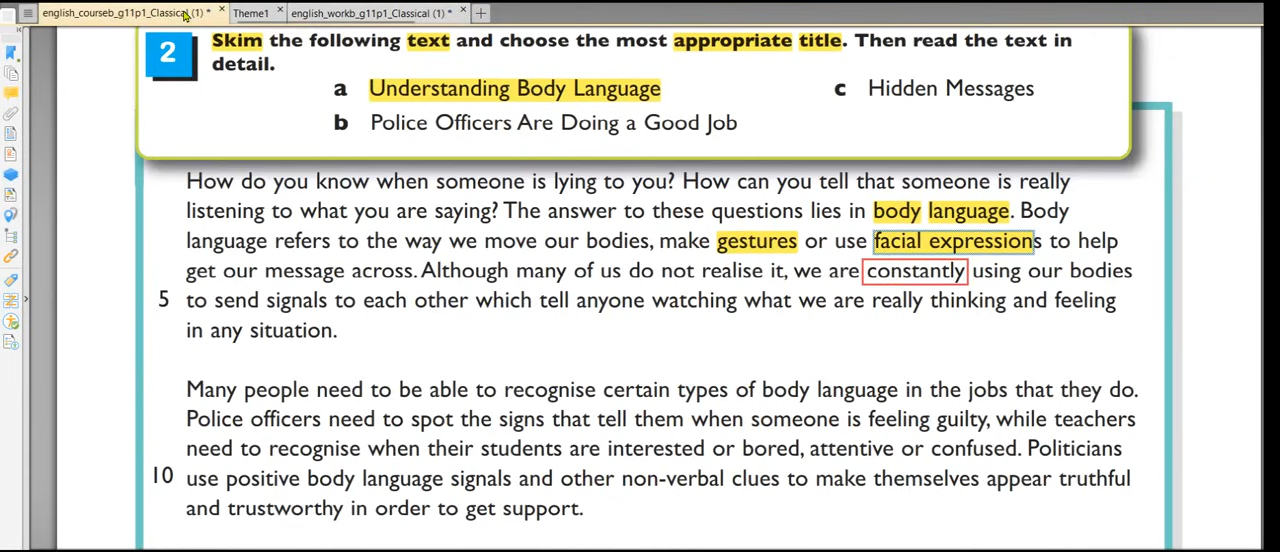 english_courseb_g11p1_Classical (1) * Theme1 english_workb_g11p1_Classical (1) *
2 Skim the following text and choose the most appropriate title. Then read the text in
detail.
a Understanding Body Language c Hidden Messages
b Police Officers Are Doing a Good Job
How do you know when someone is lying to you? How can you tell that someone is really
listening to what you are saying? The answer to these questions lies in body language. Body
language refers to the way we move our bodies, make gestures or use facial expressions to help
get our message across. Although many of us do not realise it, we are constantly using our bodies
5 to send signals to each other which tell anyone watching what we are really thinking and feeling
in any situation.
Many people need to be able to recognise certain types of body language in the jobs that they do.
Police officers need to spot the signs that tell them when someone is feeling guilty, while teachers
need to recognise when their students are interested or bored, attentive or confused. Politicians
10 use positive body language signals and other non-verbal clues to make themselves appear truthful
and trustworthy in order to get support.